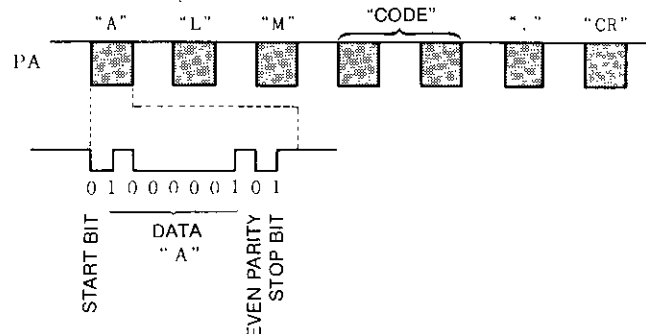 "CODE"
"A" "L" "M" "." "CR"
PA
0 1 0 0 0 0 0 1 0 1
START BIT
DATA
"A"
EVEN PARITY
STOP BIT